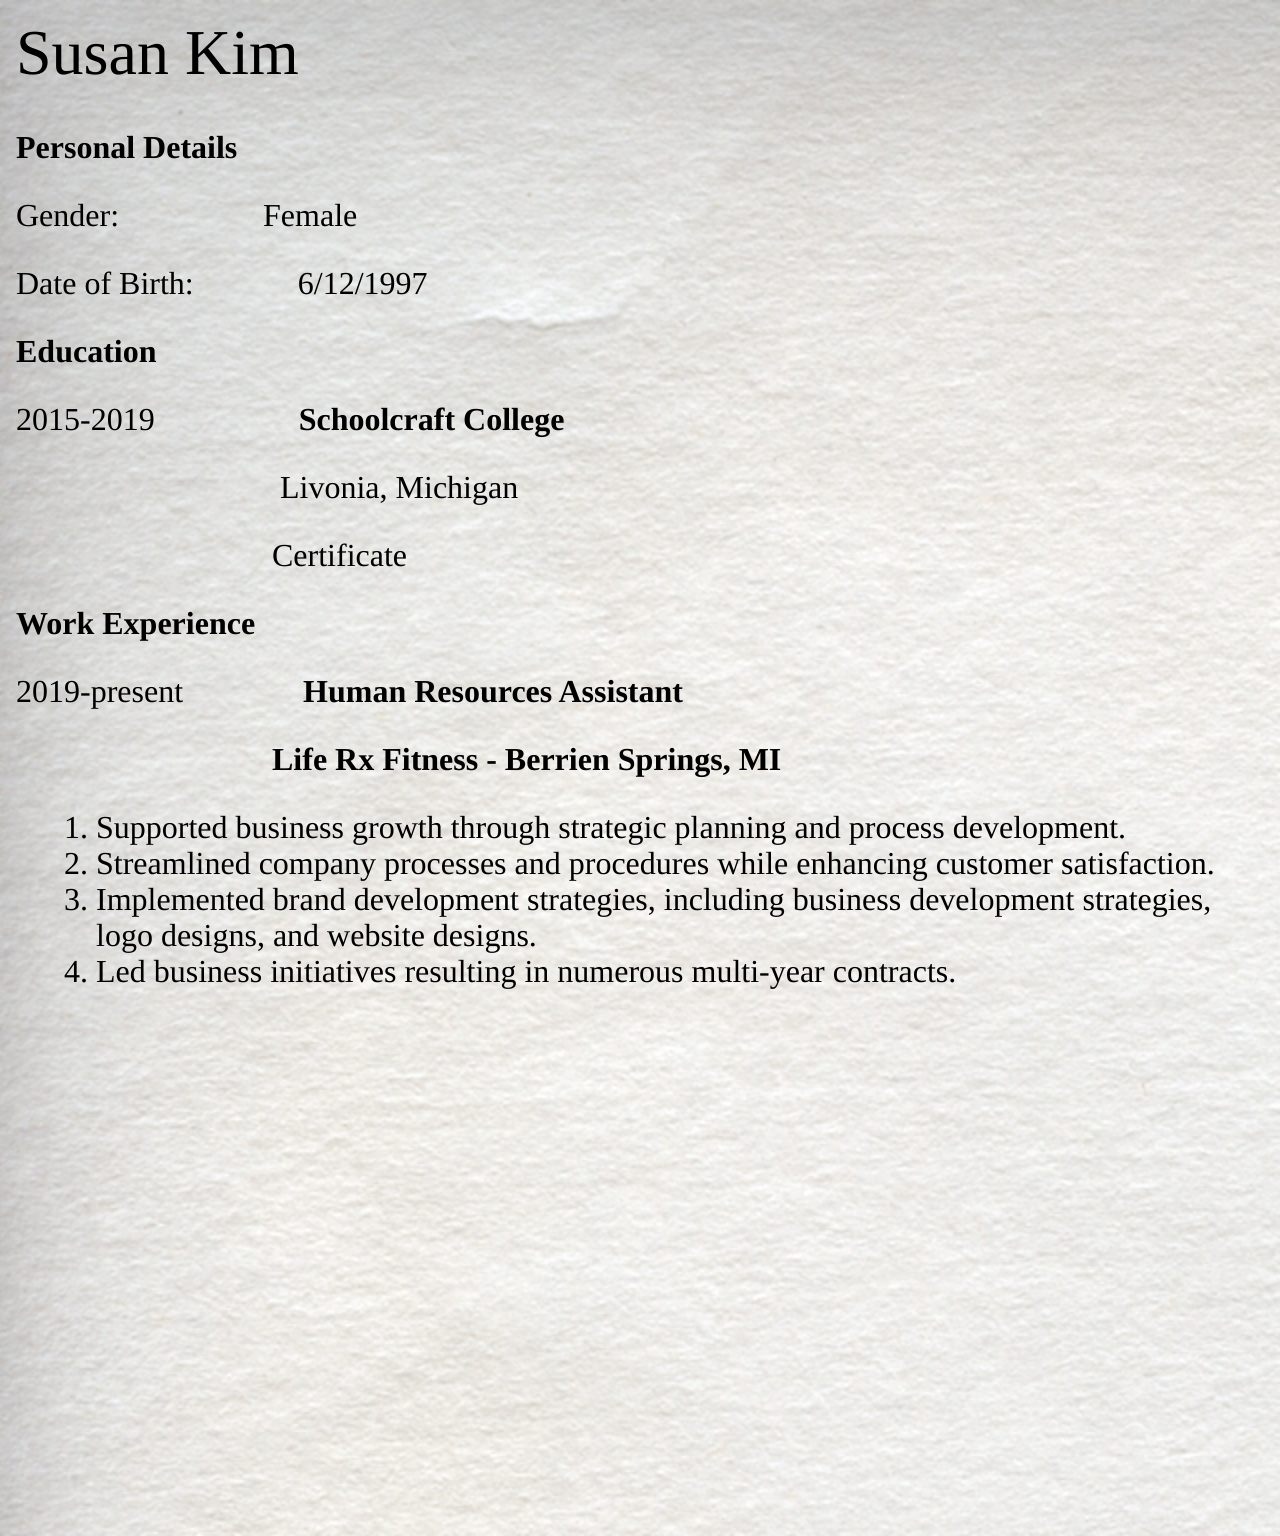 Susan Kim
Personal Details
Gender: Female
Date of Birth: 6/12/1997
Education
2015-2019 Schoolcraft College
Livonia, Michigan
Certificate
Work Experience
2019-present Human Resources Assistant
Life Rx Fitness - Berrien Springs, MI
1. Supported business growth through strategic planning and process development.
2. Streamlined company processes and procedures while enhancing customer satisfaction.
3. Implemented brand development strategies, including business development strategies,
logo designs, and website designs.
4. Led business initiatives resulting in numerous multi-year contracts.